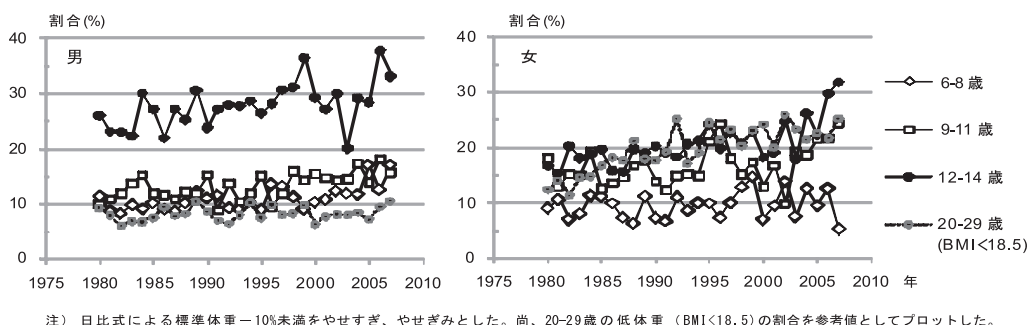 割合(%)
男
40
30
20
10
0
1975 1980 1985 1990 1995 2000 2005 2010
割合(%)
女
40
30
20
10
0
1975 1980 1985 1990 1995 2000 2005 2010 年
6-8 歳
9-11 歳
12-14 歳
20-29 歳
(BMI<18.5)
注) 日比式による標準体重－10%未満をやせすぎ、やせぎみとした。尚、20-29歳の低体重 (BMI<18.5)の割合を参考値としてプロットした。